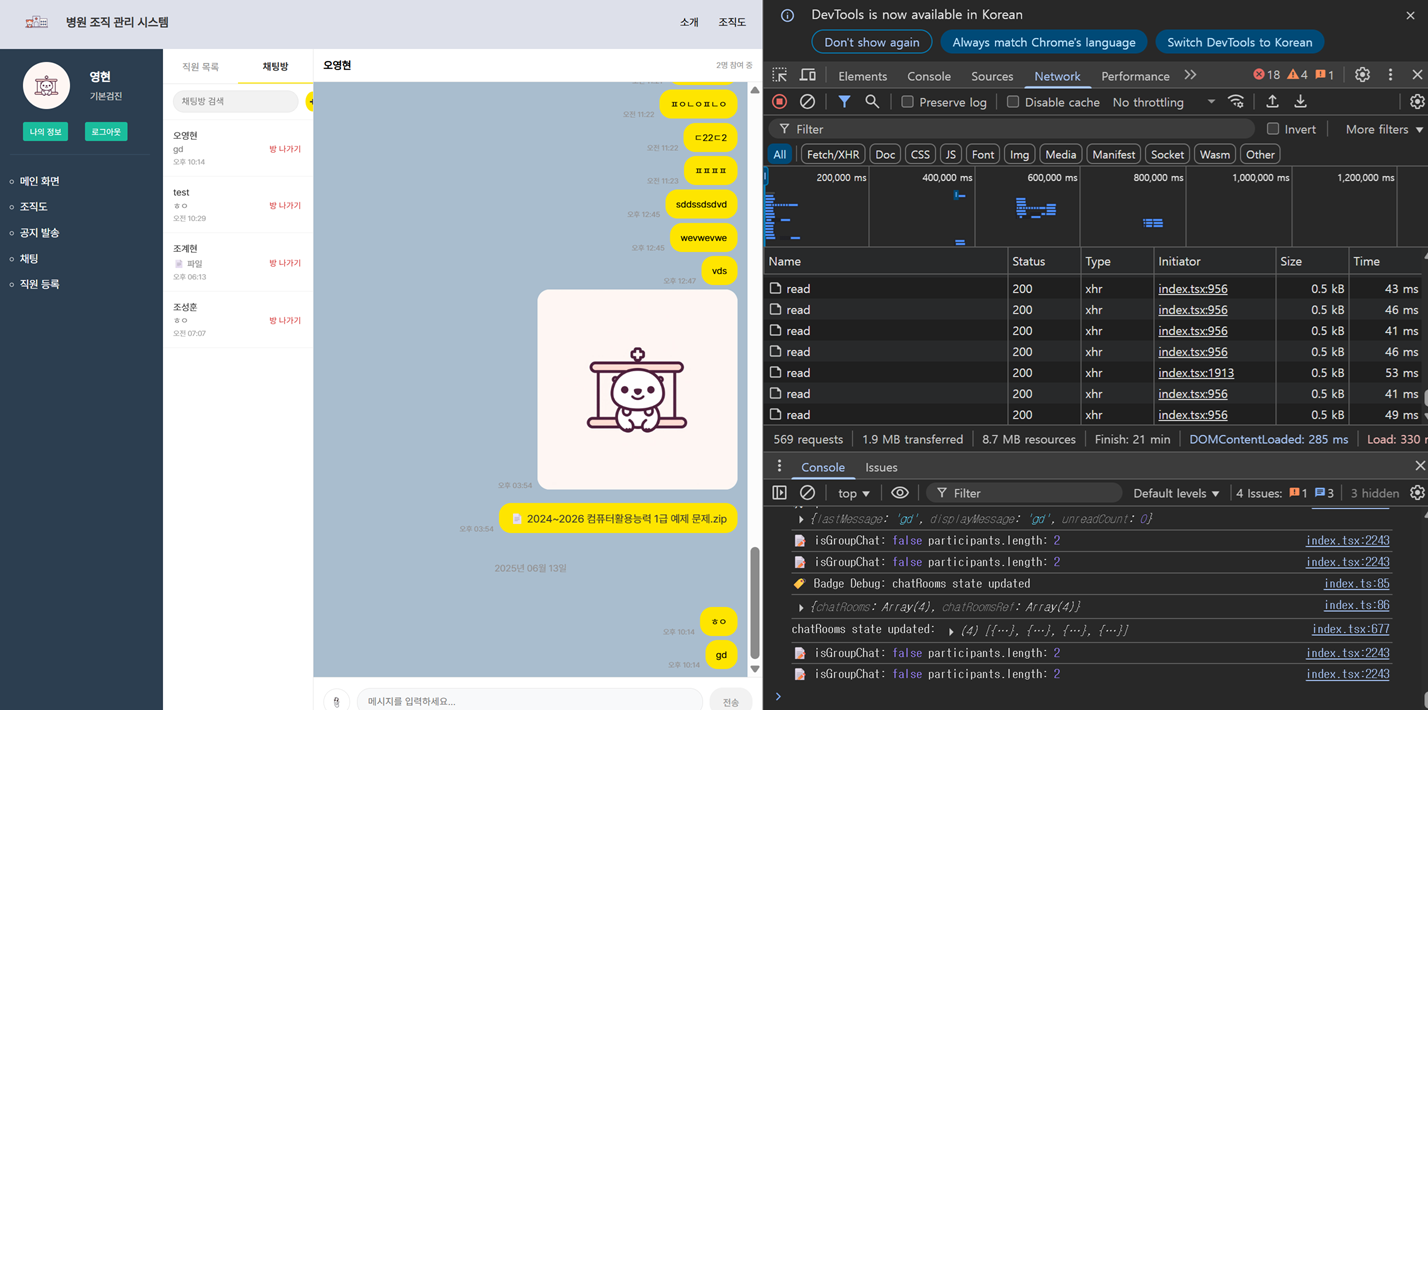 병원 조직 관리 시스템
소개
조직도
영현
기본검진
나의 정보
로그아웃
메인 화면
조직도
공지 발송
채팅
직원 등록
직원 목록
채팅방
채팅방 검색
+
오영현
gd
오후 10:14
방 나가기
test
ㅎㅇ
오전 10:29
방 나가기
조계현
파일
오후 06:13
방 나가기
조성훈
ㅎㅇ
오전 07:07
방 나가기
오영현
2명 참여 중
오전 11:22
ㅍㅇㄴㅇㅍㄴㅇ
오전 11:22
ㄷ22ㄷ2
오전 11:23
ㅍㅍㅍㅍ
오후 12:45
sddssdsdvd
오후 12:45
wevwevwe
오후 12:47
vds
오후 03:54
오후 03:54
2024~2026 컴퓨터활용능력 1급 예제 문제.zip
2025년 06월 13일
오후 10:14
ㅎㅇ
오후 10:14
gd
메시지를 입력하세요...
전송
DevTools is now available in Korean
Don't show again
Always match Chrome's language
Switch DevTools to Korean
Elements
Console
Sources
Network
Performance
18
4
1
Preserve log
Disable cache
No throttling
Filter
Invert
More filters
All
Fetch/XHR
Doc
CSS
JS
Font
Img
Media
Manifest
Socket
Wasm
Other
200,000 ms
400,000 ms
600,000 ms
800,000 ms
1,000,000 ms
1,200,000 ms
Name Status Type Initiator Size Time
read 200 xhr index.tsx:956 0.5 kB 43 ms
read 200 xhr index.tsx:956 0.5 kB 46 ms
read 200 xhr index.tsx:956 0.5 kB 41 ms
read 200 xhr index.tsx:956 0.5 kB 46 ms
read 200 xhr index.tsx:1913 0.5 kB 53 ms
read 200 xhr index.tsx:956 0.5 kB 41 ms
read 200 xhr index.tsx:956 0.5 kB 49 ms
569 requests
1.9 MB transferred
8.7 MB resources
Finish: 21 min
DOMContentLoaded: 285 ms
Load: 330
Console
Issues
top
Filter
Default levels
4 Issues:
1
3
3 hidden
{lastMessage: 'gd', displayMessage: 'gd', unreadCount: 0}
isGroupChat: false participants.length: 2 index.tsx:2243
isGroupChat: false participants.length: 2 index.tsx:2243
Badge Debug: chatRooms state updated index.ts:85
{chatRooms: Array(4), chatRoomsRef: Array(4)} index.ts:86
chatRooms state updated: (4) [{…}, {…}, {…}, {…}] index.tsx:677
isGroupChat: false participants.length: 2 index.tsx:2243
isGroupChat: false participants.length: 2 index.tsx:2243